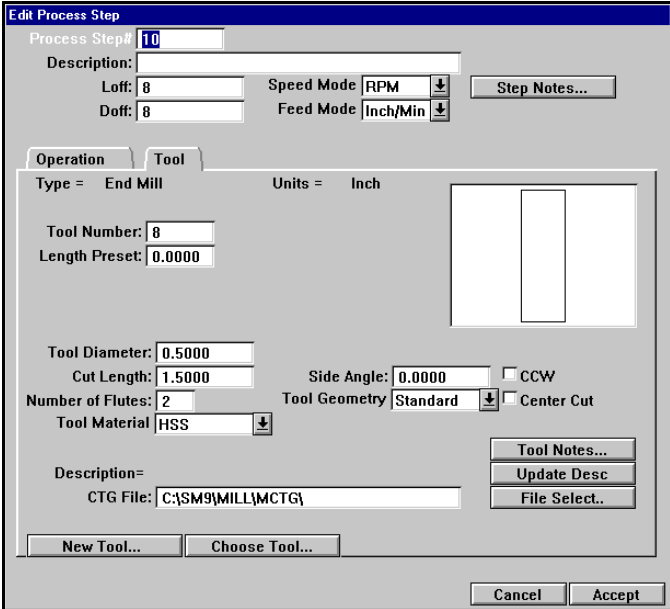 Edit Process Step
Process Step# 10
Description:
Loff: 8 Speed Mode RPM Step Notes...
Doff: 8 Feed Mode Inch/Min
Operation Tool
Type = End Mill Units = Inch
Tool Number: 8
Length Preset: 0.0000
Tool Diameter: 0.5000
Cut Length: 1.5000 Side Angle: 0.0000 CCW
Number of Flutes: 2 Tool Geometry Standard Center Cut
Tool Material HSS
Tool Notes...
Description= Update Desc
CTG File: C:\SM9\MILL\MCTG\ File Select..
New Tool... Choose Tool...
Cancel Accept